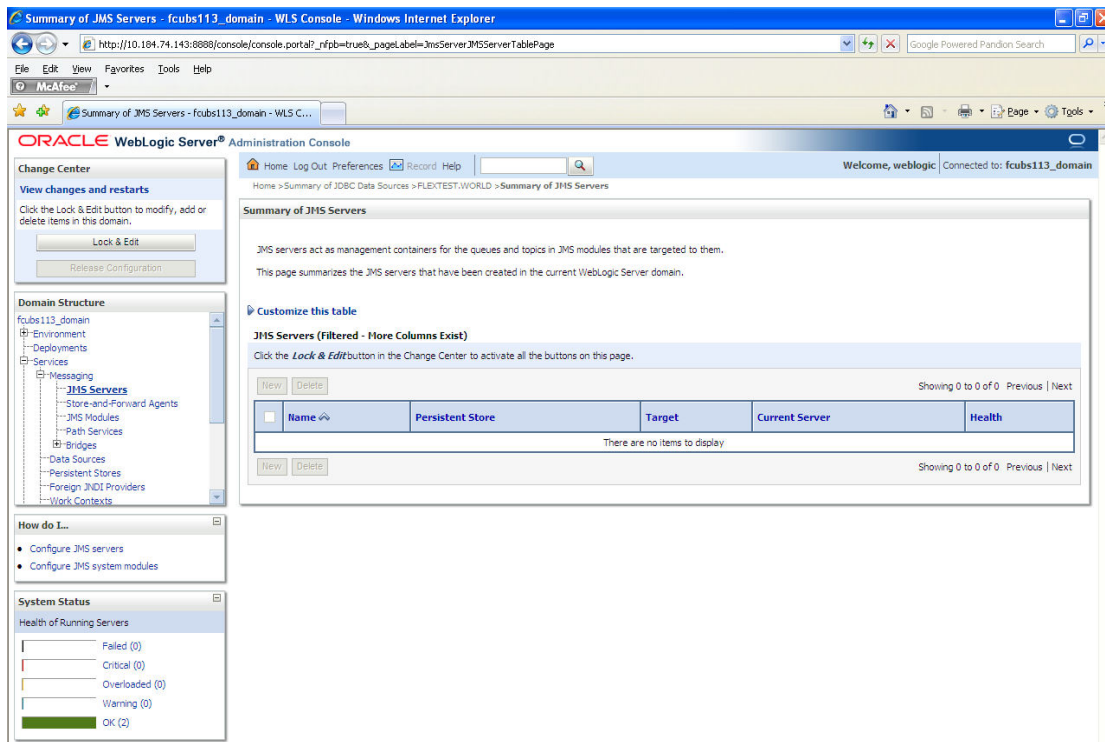 Summary of JMS Servers - fcubs113_domain - WLS Console - Windows Internet Explorer
http://10.184.74.143:8888/console/console.portal?_nfpb=true&_pageLabel=JmsServerJMSServerTablePage
Google Powered Pandion Search
File Edit View Favorites Tools Help
McAfee
Summary of JMS Servers - fcubs113_domain - WLS C...
Page Tools
ORACLE WebLogic Server® Administration Console
Change Center
View changes and restarts
Click the Lock & Edit button to modify, add or
delete items in this domain.
Lock & Edit
Release Configuration
Domain Structure
fcubs113_domain
Environment
Deployments
Services
Messaging
JMS Servers
Store-and-Forward Agents
JMS Modules
Path Services
Bridges
Data Sources
Persistent Stores
Foreign JNDI Providers
Work Contexts
How do I...
Configure JMS servers
Configure JMS system modules
System Status
Health of Running Servers
Failed (0)
Critical (0)
Overloaded (0)
Warning (0)
OK (2)
Home Log Out Preferences Record Help
Welcome, weblogic Connected to: fcubs113_domain
Home >Summary of JDBC Data Sources >FLEXTEST.WORLD >Summary of JMS Servers
Summary of JMS Servers
JMS servers act as management containers for the queues and topics in JMS modules that are targeted to them.
This page summarizes the JMS servers that have been created in the current WebLogic Server domain.
Customize this table
JMS Servers (Filtered - More Columns Exist)
Click the Lock & Edit button in the Change Center to activate all the buttons on this page.
New Delete Showing 0 to 0 of 0 Previous | Next
Name Persistent Store Target Current Server Health
There are no items to display
New Delete Showing 0 to 0 of 0 Previous | Next